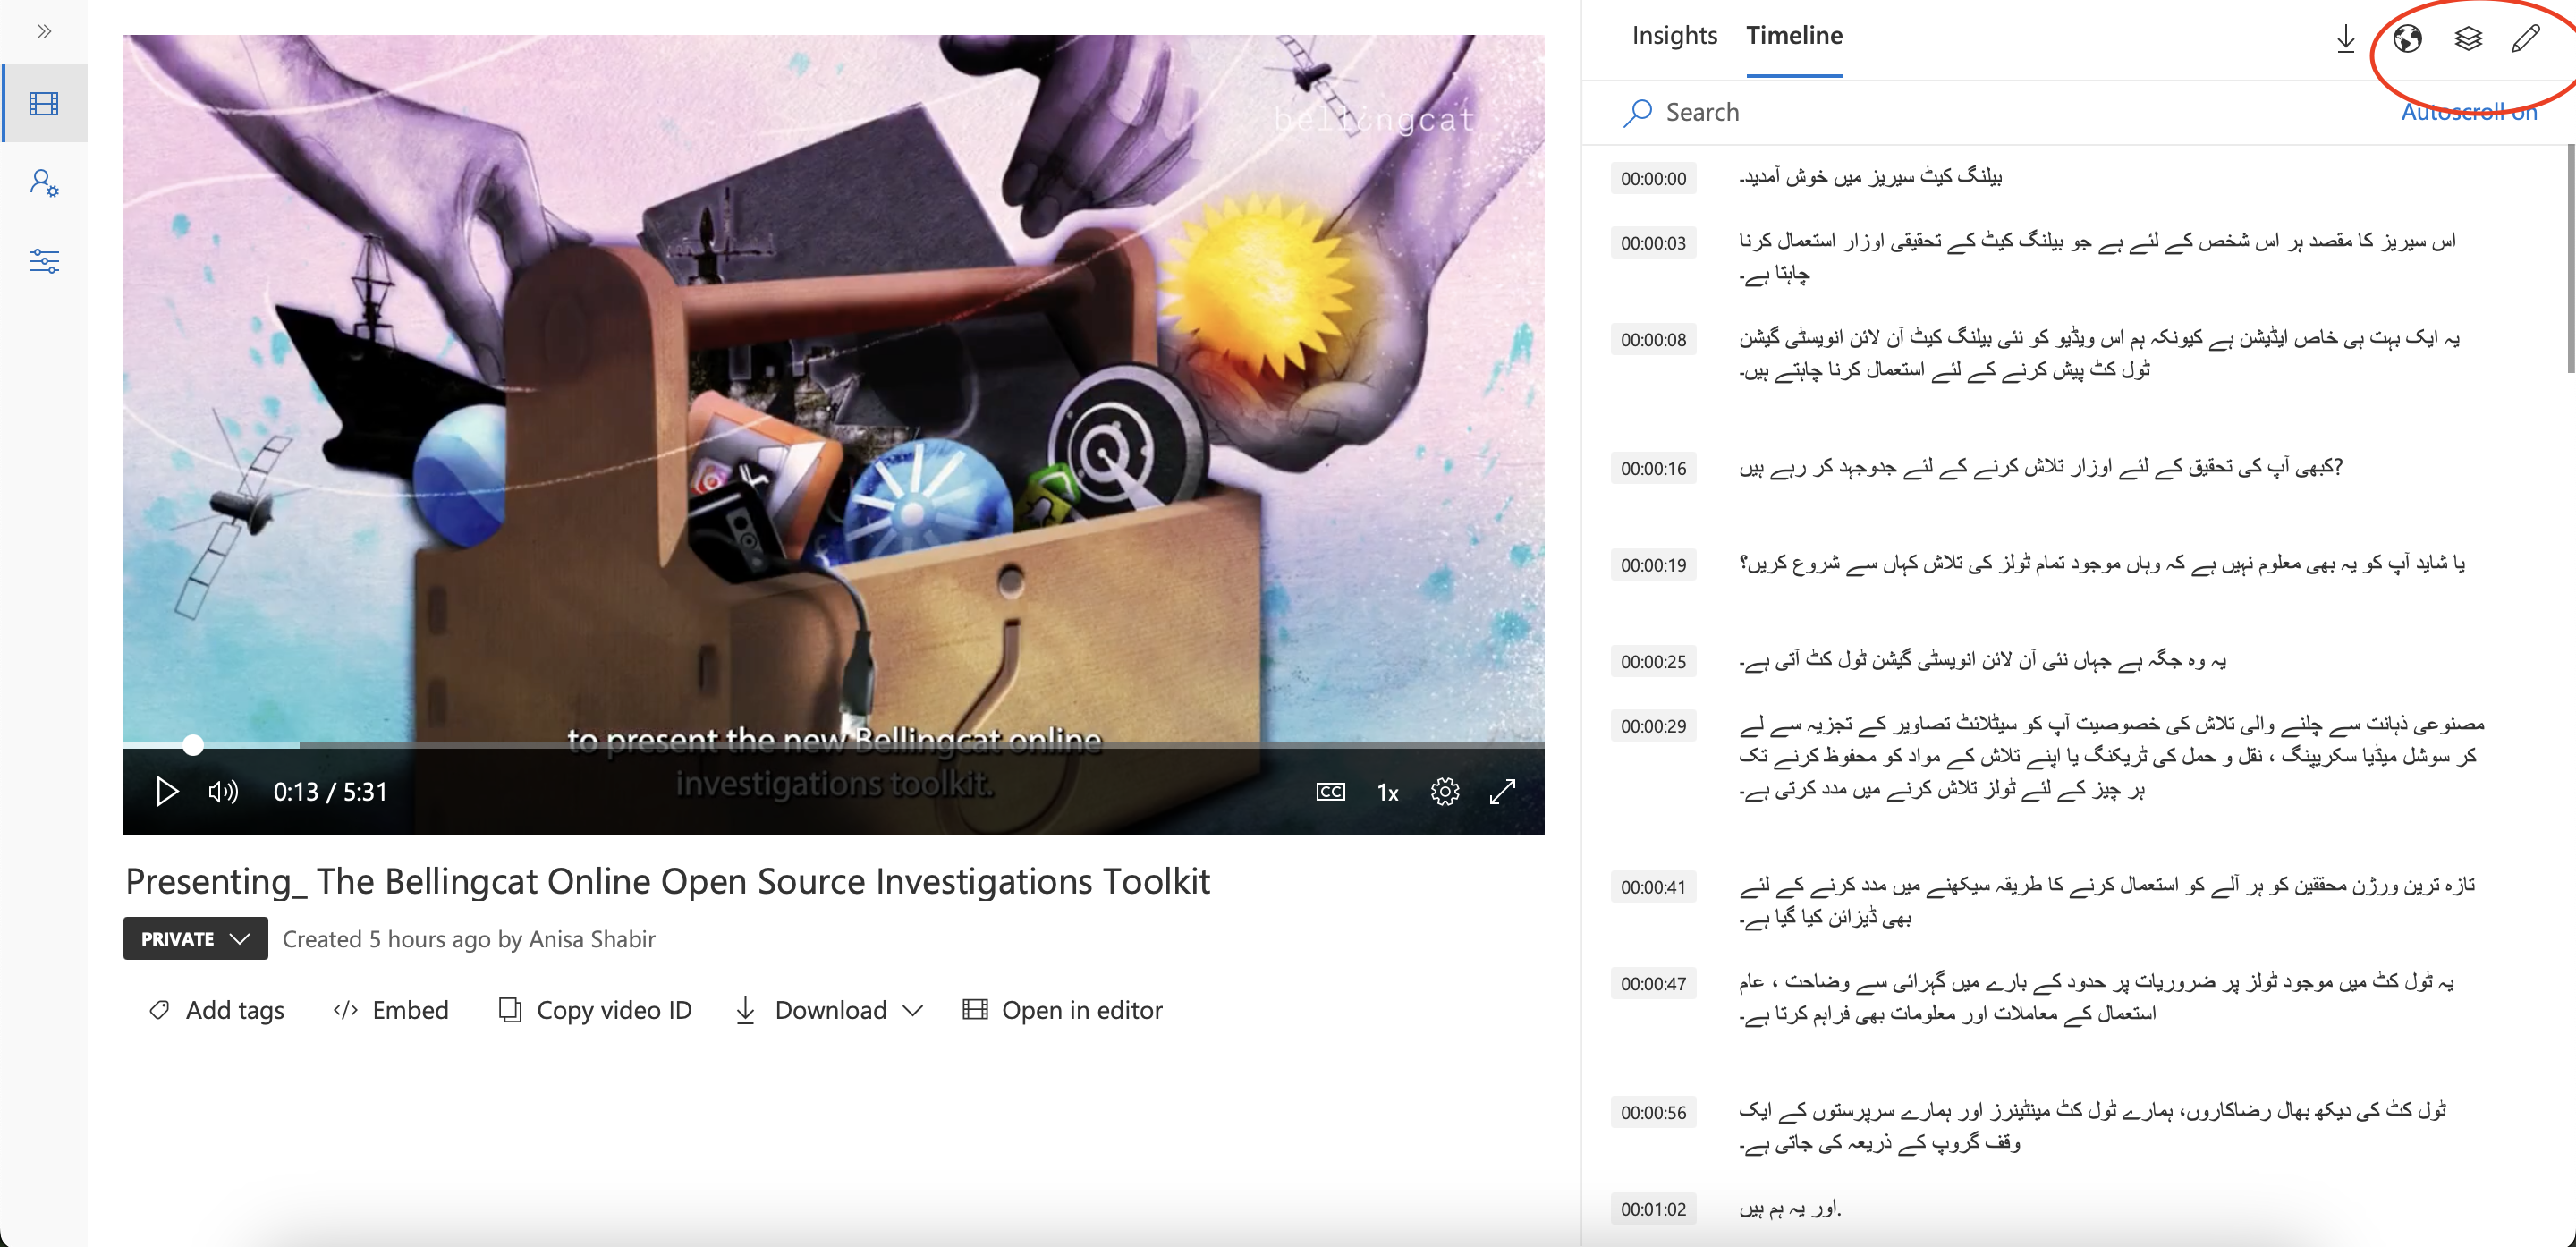 Insights
Timeline
Search
Autoscroll on
bellingcat
to present the new Bellingcat online
investigations toolkit.
0:13 / 5:31
CC
1x
Presenting_ The Bellingcat Online Open Source Investigations Toolkit
PRIVATE
Created 5 hours ago by Anisa Shabir
Add tags
Embed
Copy video ID
Download
Open in editor
00:00:00
بیلنگ کیٹ سیریز میں خوش آمدید۔
00:00:03
اس سیریز کا مقصد ہر اس شخص کے لئے ہے جو بیلنگ کیٹ کے تحقیقی اوزار استعمال کرنا
چاہتا ہے۔
00:00:08
یہ ایک بہت ہی خاص ایڈیشن ہے کیونکہ ہم اس ویڈیو کو نئی بیلنگ کیٹ آن لائن انویسٹی گیشن
ٹول کٹ پیش کرنے کے لئے استعمال کرنا چاہتے ہیں۔
00:00:16
کبھی آپ کی تحقیق کے لئے اوزار تلاش کرنے کے لئے جدوجہد کر رہے ہیں?
00:00:19
یا شاید آپ کو یہ بھی معلوم نہیں ہے کہ وہاں موجود تمام ٹولز کی تلاش کہاں سے شروع کریں؟
00:00:25
یہ وہ جگہ ہے جہاں نئی آن لائن انویسٹی گیشن ٹول کٹ آتی ہے۔
00:00:29
مصنوعی ذہانت سے چلنے والی تلاش کی خصوصیت آپ کو سیٹلائٹ تصاویر کے تجزیہ سے لے
کر سوشل میڈیا سکریپنگ ، نقل و حمل کی ٹریکنگ یا اپنے تلاش کے مواد کو محفوظ کرنے تک
ہر چیز کے لئے ٹولز تلاش کرنے میں مدد کرتی ہے۔
00:00:41
تازہ ترین ورژن محققین کو ہر آلے کو استعمال کرنے کا طریقہ سیکھنے میں مدد کرنے کے لئے
بھی ڈیزائن کیا گیا ہے۔
00:00:47
یہ ٹول کٹ میں موجود ٹولز پر ضروریات پر حدود کے بارے میں گہرائی سے وضاحت ، عام
استعمال کے معاملات اور معلومات بھی فراہم کرتا ہے۔
00:00:56
ٹول کٹ کی دیکھ بھال رضاکاروں، ہمارے ٹول کٹ مینٹینرز اور ہمارے سرپرستوں کے ایک
وقف گروپ کے ذریعہ کی جاتی ہے۔
00:01:02
اور یہ ہم ہیں.